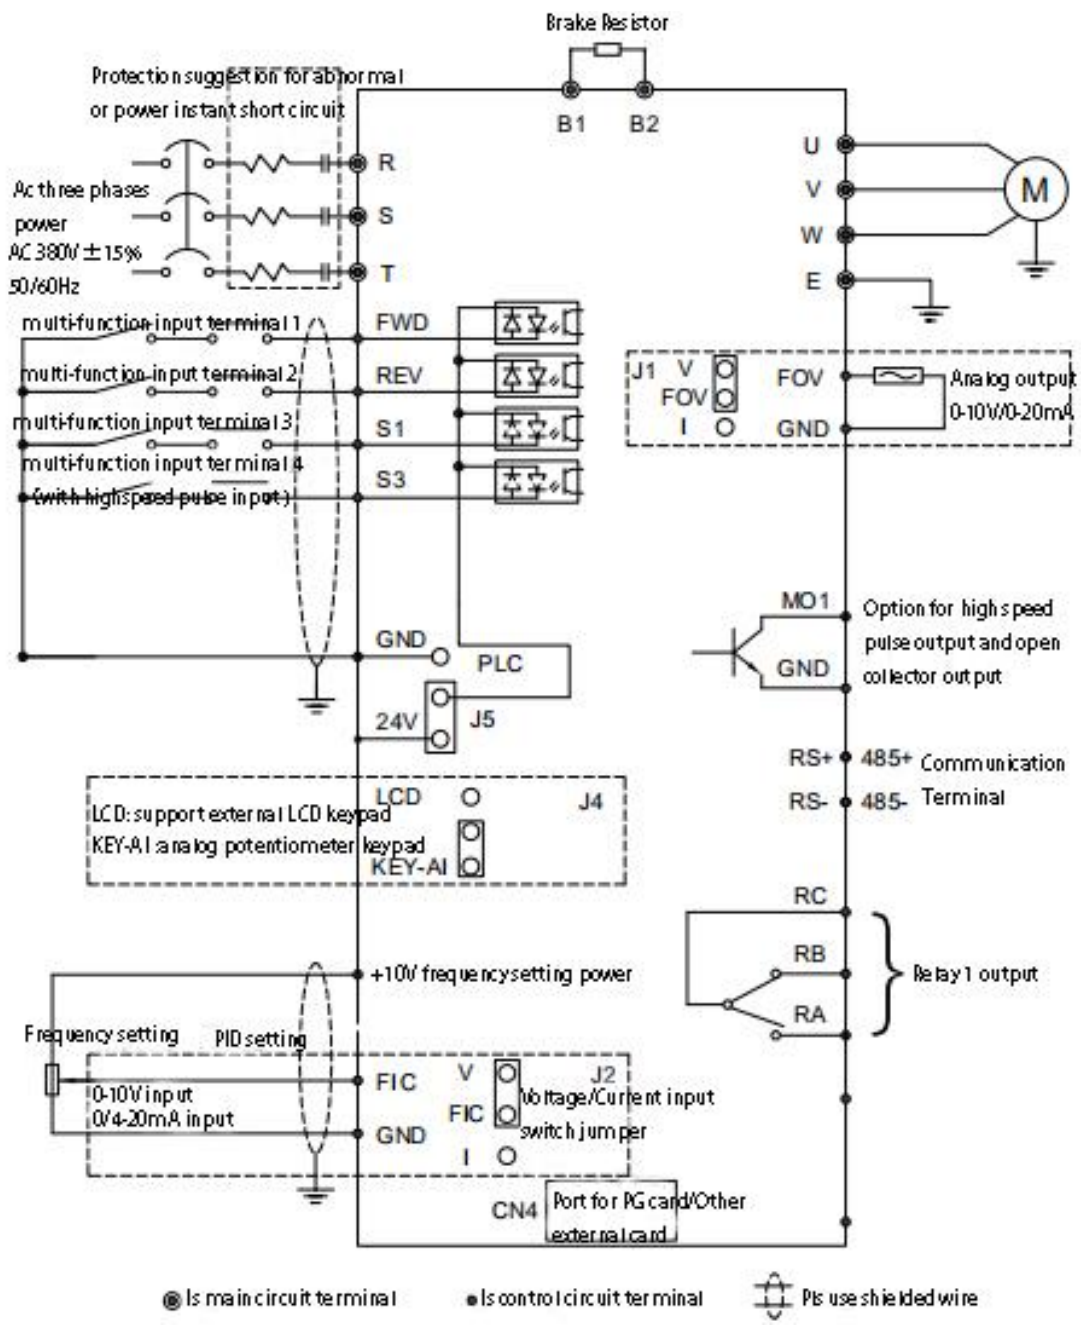 Brake Resistor
Protection suggestion for abnormal
or power instant short circuit
B1 B2
R
S
T
Ac three phases
power
AC 380V ±15%
50/60Hz
U
V
W
E
M
multi-function input terminal 1
FWD
multi-function input terminal 2
REV
multi-function input terminal 3
S1
multi-function input terminal 4
(with highspeed pulse input)
S3
J1 V
FOV
I
FOV
GND
Analog output
0-10V/0-20mA
GND
PLC
24V
J5
MO1
GND
Option for high speed
pulse output and open
collector output
RS+ 485+
RS- 485-
Communication
Terminal
LCD
J4
LCD: support external LCD keypad
KEY-AI analog potentiometer keypad
KEY-AI
RC
RB
RA
Relay 1 output
+10V frequency setting power
Frequency setting
PID setting
0-10V input
0/4-20mA input
FIC
GND
V
FIC
I
J2
Voltage/Current input
switch jumper
CN4
Port for PG card/Other
external card
Is main circuit terminal
Is control circuit terminal
Pls use shielded wire